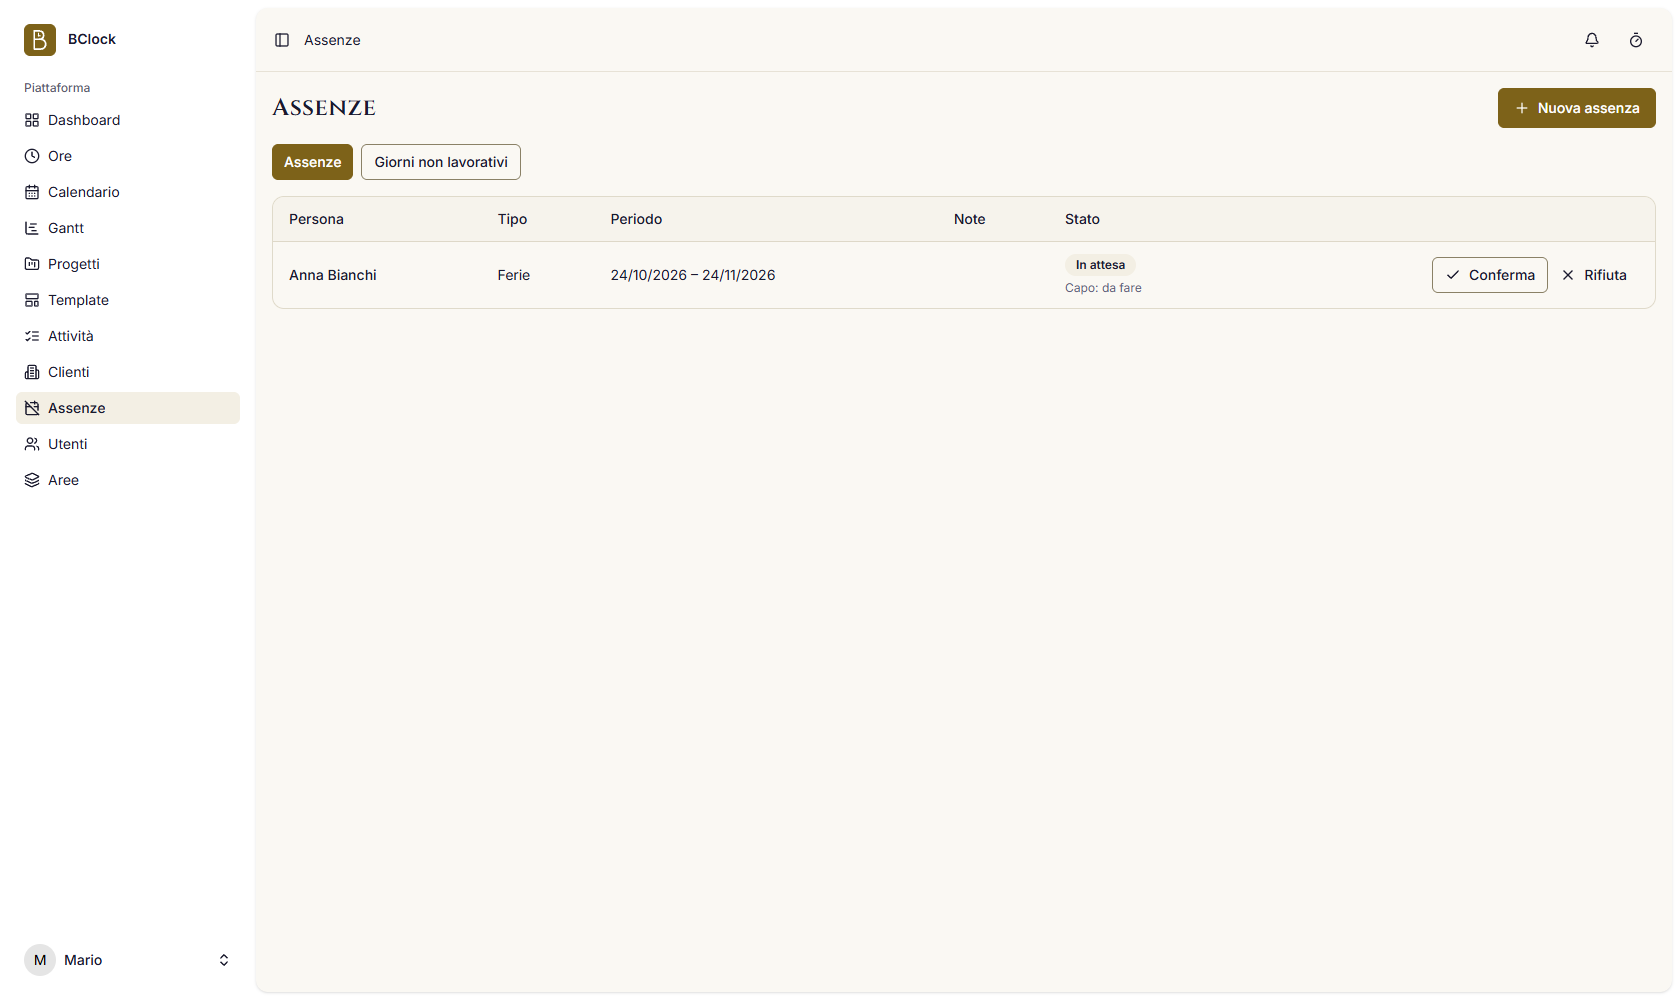 BClock
Piattaforma
Dashboard
Ore
Calendario
Gantt
Progetti
Template
Attività
Clienti
Assenze
Utenti
Aree
M Mario
Assenze
Assenze
Nuova assenza
Assenze Giorni non lavorativi
Persona Tipo Periodo Note Stato
Anna Bianchi Ferie 24/10/2026 – 24/11/2026 In attesa Conferma Rifiuta
Capo: da fare